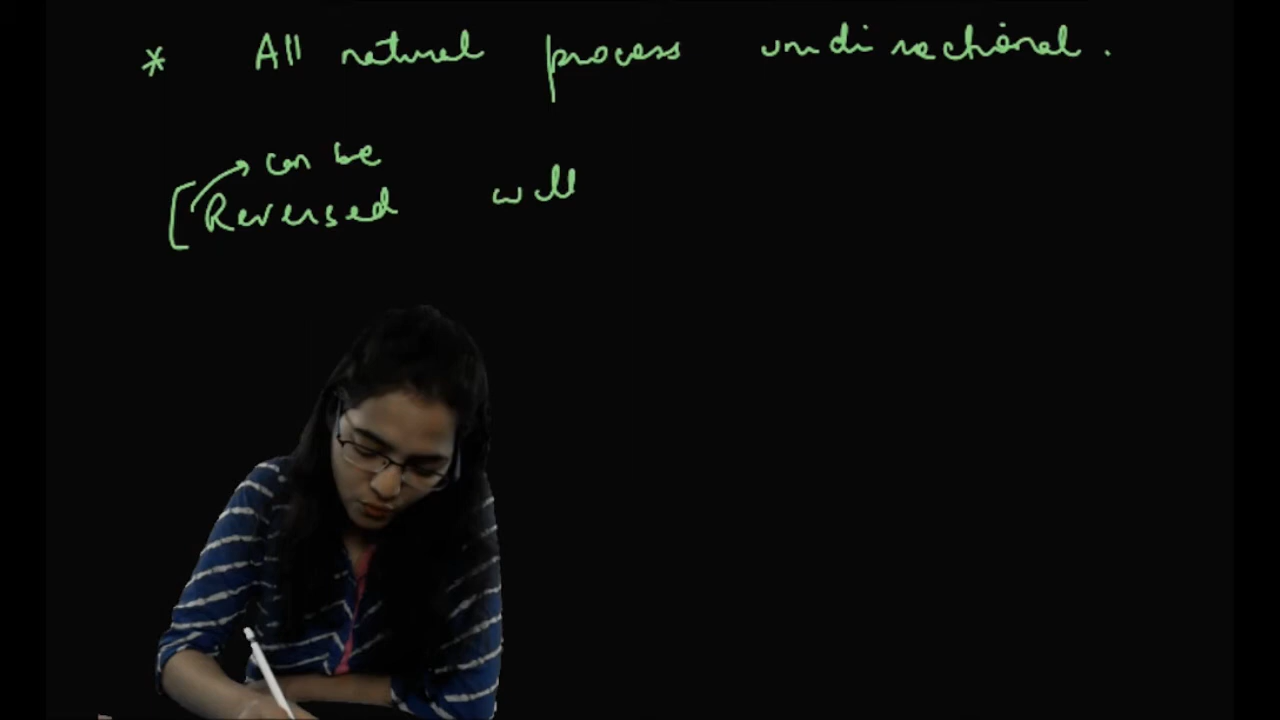 * All natural process unidirectional.
→ can be
[Reversed will